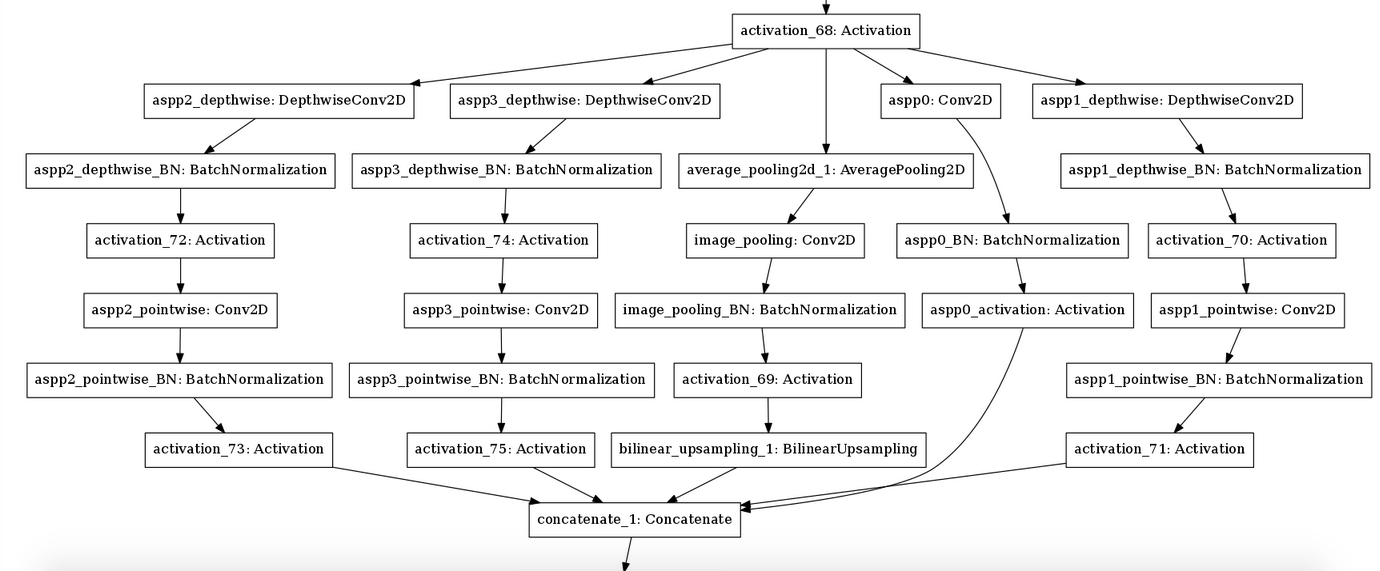 activation_68: Activation
aspp2_depthwise: DepthwiseConv2D
aspp3_depthwise: DepthwiseConv2D
aspp0: Conv2D
aspp1_depthwise: DepthwiseConv2D
aspp2_depthwise_BN: BatchNormalization
aspp3_depthwise_BN: BatchNormalization
average_pooling2d_1: AveragePooling2D
aspp1_depthwise_BN: BatchNormalization
activation_72: Activation
activation_74: Activation
image_pooling: Conv2D
aspp0_BN: BatchNormalization
activation_70: Activation
aspp2_pointwise: Conv2D
aspp3_pointwise: Conv2D
image_pooling_BN: BatchNormalization
aspp0_activation: Activation
aspp1_pointwise: Conv2D
aspp2_pointwise_BN: BatchNormalization
aspp3_pointwise_BN: BatchNormalization
activation_69: Activation
aspp1_pointwise_BN: BatchNormalization
activation_73: Activation
activation_75: Activation
bilinear_upsampling_1: BilinearUpsampling
activation_71: Activation
concatenate_1: Concatenate